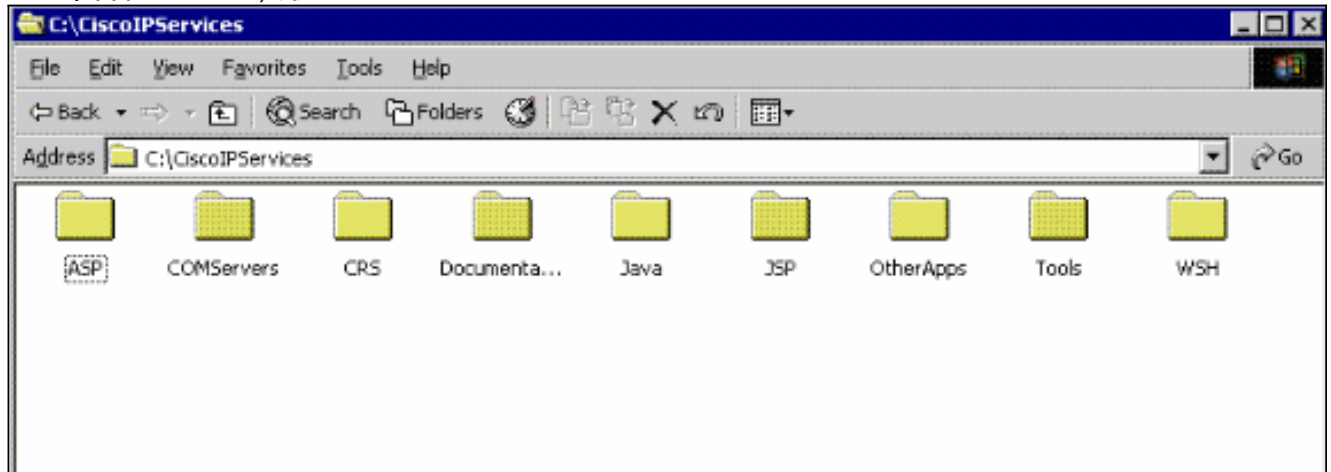 C:\CiscoIPServices
File Edit View Favorites Tools Help
Back Search Folders
Address C:\CiscoIPServices Go
ASP COMServers CRS Documenta... Java JSP OtherApps Tools WSH